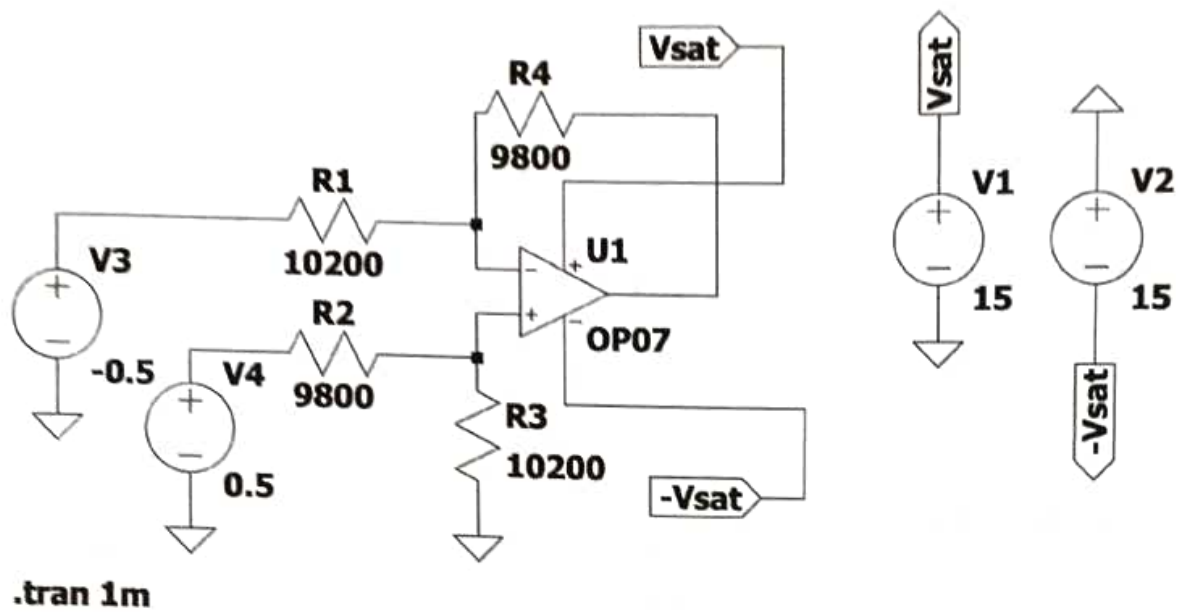 Vsat
R4
9800
R1
10200
V3
-0.5
R2
9800
V4
0.5
U1
OP07
R3
10200
-Vsat
Vsat
V1
15
V2
15
-Vsat
.tran 1m